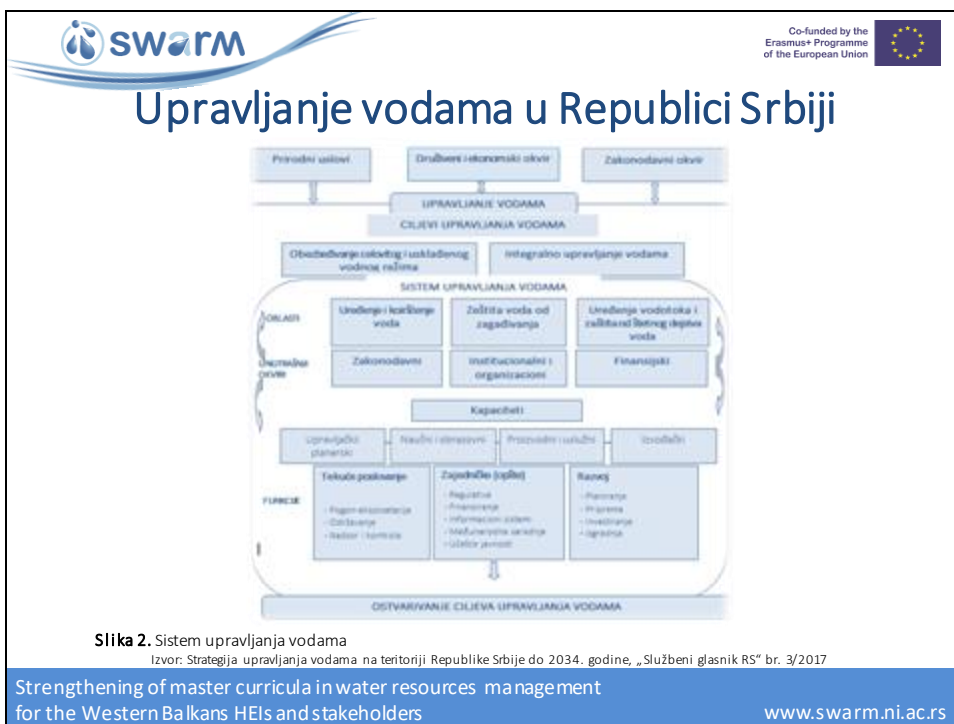 swarm
Co-funded by the
Erasmus+ Programme
of the European Union
Upravljanje vodama u Republici Srbiji
Prirodni uslovi
Društveni i ekonomski okvir
Zakonodavni okvir
UPRAVLJANJE VODAMA
CILJEVI UPRAVLJANJA VODAMA
Obezbeđivanje celovitog i usklađenog
vodnog režima
Integralno upravljanje vodama
SISTEM UPRAVLJANJA VODAMA
OBLASTI
Uređenje i korišćenje
voda
Zaštita voda od
zagađivanja
Uređenje vodotoka i
zaštita od štetnog dejstva
voda
OKVIR
Zakonodavni
Institucionalni i
organizacioni
Finansijski
Kapaciteti
Upravljački
planerski
Naučni i obrazovni
Proizvodni i uslužni
Izvođački
FUNKCIJE
Tekuće poslovanje
- Održavanje
- Nadzor i kontrola
Zajedničke (opšte)
- Regulativa
- Finansiranje
- Informacioni sistem
- Međunarodna saradnja
- Učešće javnosti
Razvoj
- Planiranje
- Priprema
- Investiranje
- Izgradnja
OSTVARIVANJE CILJEVA UPRAVLJANJA VODAMA
Slika 2. Sistem upravljanja vodama
Izvor: Strategija upravljanja vodama na teritoriji Republike Srbije do 2034. godine, „Službeni glasnik RS“ br. 3/2017
Strengthening of master curricula in water resources management
for the Western Balkans HEIs and stakeholders
www.swarm.ni.ac.rs